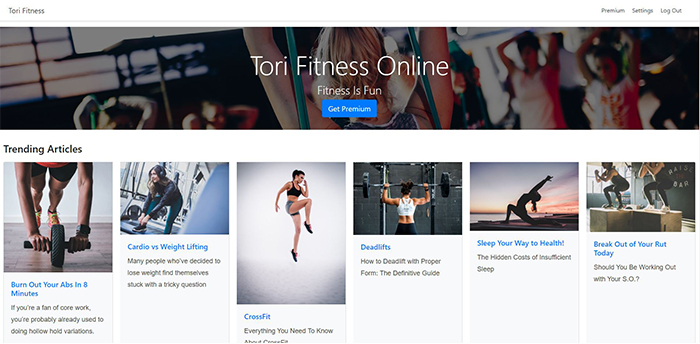 Tori Fitness
Premium Settings Log Out
Tori Fitness Online
Fitness Is Fun
Get Premium
Trending Articles
Burn Out Your Abs In 8
Minutes
If you're a fan of core work,
you're probably already used to
doing hollow hold variations.
Cardio vs Weight Lifting
Many people who've decided to
lose weight find themselves
stuck with a tricky question
CrossFit
Everything You Need To Know
About CrossFit
Deadlifts
How to Deadlift with Proper
Form: The Definitive Guide
Sleep Your Way to Health!
The Hidden Costs of Insufficient
Sleep
Break Out of Your Rut
Today
Should You Be Working Out
with Your S.O.?